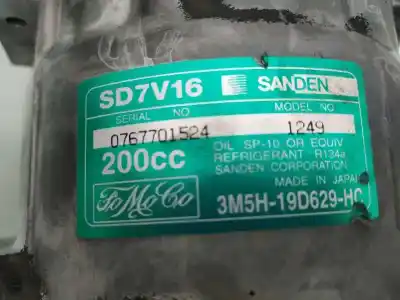 SD7V16 SANDEN
SERIAL NO MODEL NO
0767701524 1249
200cc OIL SP-10 OR EQUIV
REFRIGERANT R134a
SANDEN CORPORATION
MADE IN JAPAN
FoMoCo 3M5H-19D629-HC